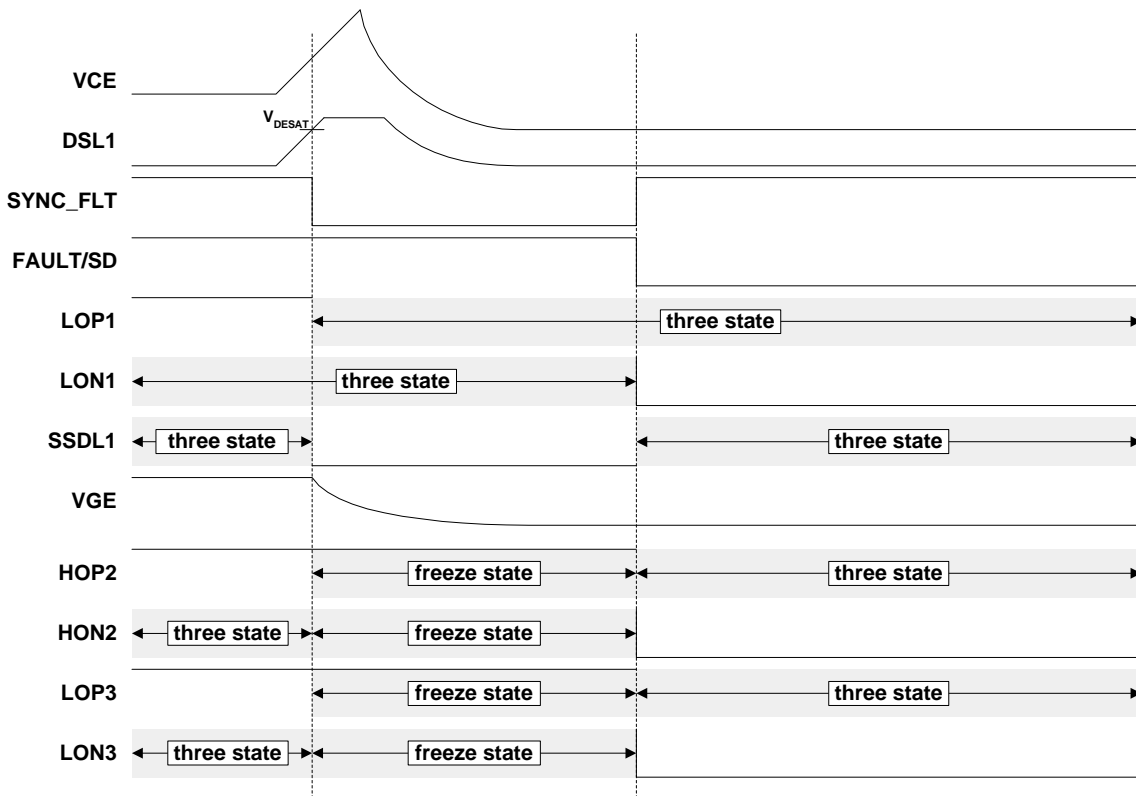 VCE
V_DESAT
DSL1
SYNC_FLT
FAULT/SD
LOP1 three state
LON1 three state
SSDL1 three state three state
VGE
HOP2 freeze state three state
HON2 three state freeze state
LOP3 freeze state three state
LON3 three state freeze state